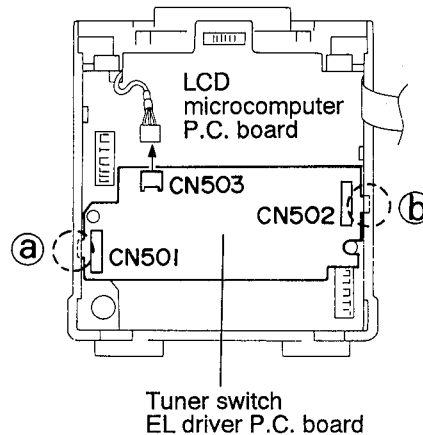 LCD
microcomputer
P.C. board
CN503
CN502
ⓑ
ⓐ
CN501
Tuner switch
EL driver P.C. board